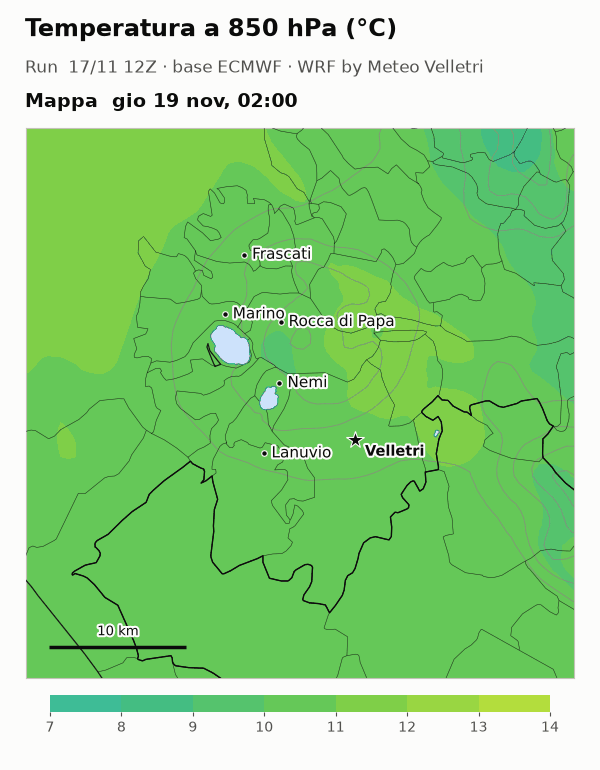 Temperatura a 850 hPa (°C)
Run  17/11 12Z · base ECMWF · WRF by Meteo Velletri
Mappa  gio 19 nov, 02:00
Frascati
Marino
Rocca di Papa
Nemi
Velletri
Lanuvio
10 km
7 8 9 10 11 12 13 14